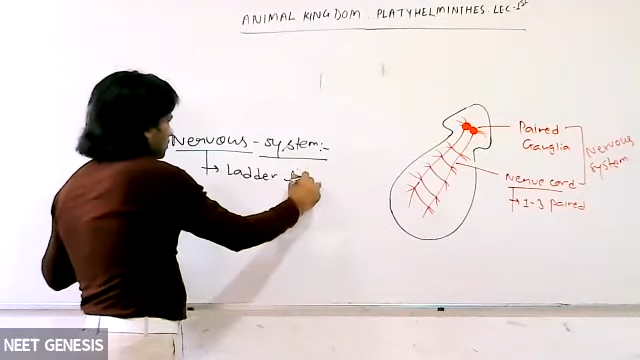 ANIMAL KINGDOM. PLATYHELMINTHES. LEC-1st
Nervous - System:-
Ladder
Paired
Ganglia
Nerve cord
1-3 paired
Nervous
System
NEET GENESIS